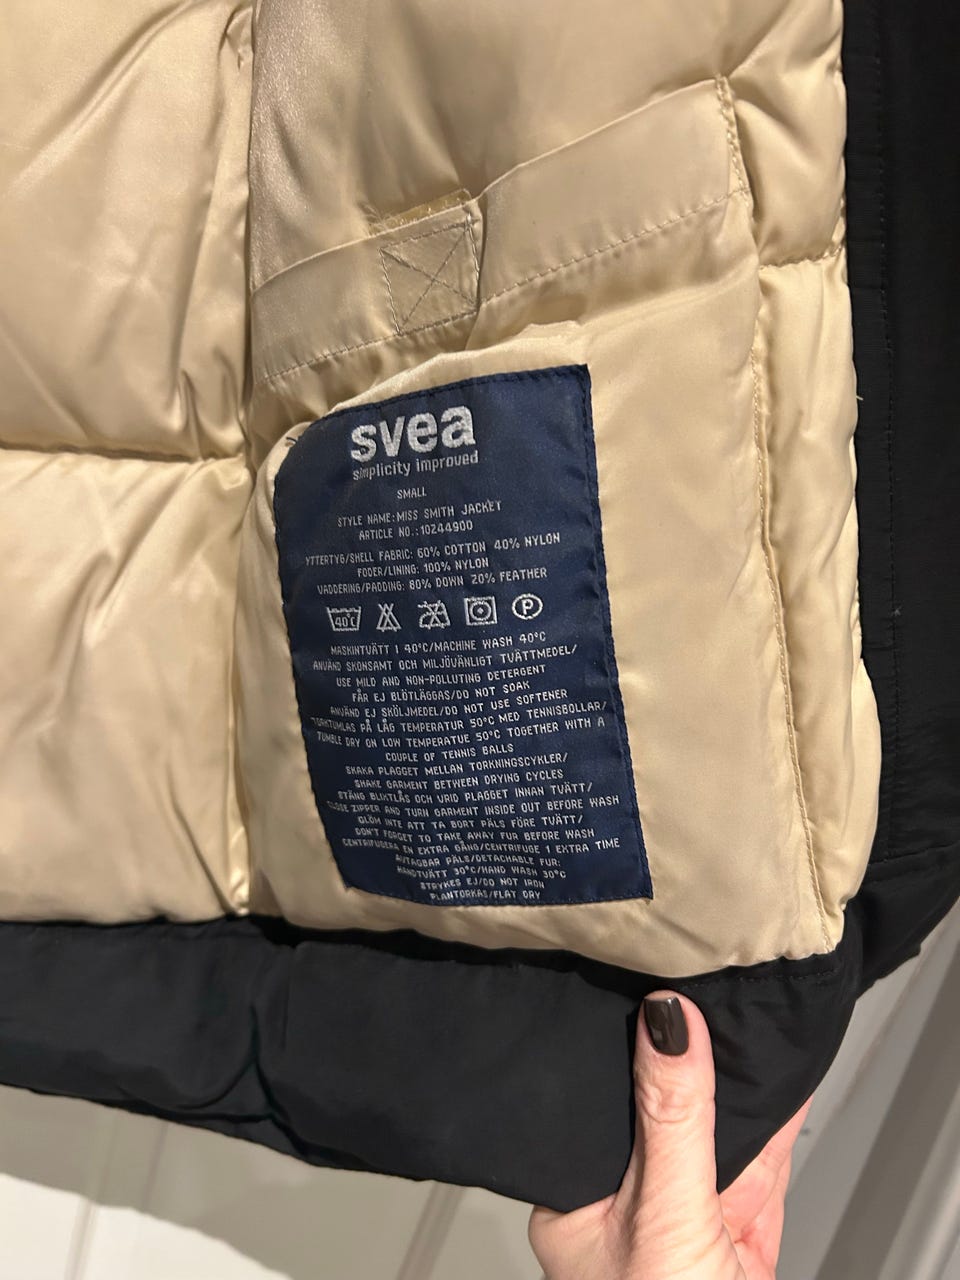 svea
simplicity improved
SMALL
STYLE NAME: MISS SMITH JACKET
ARTICLE NO.: 10244900
YTTERTYG/SHELL FABRIC: 60% COTTON 40% NYLON
FODER/LINING: 100% NYLON
VADDERING/PADDING: 80% DOWN 20% FEATHER
40°C P
MASKINTVÄTT I 40°C/MACHINE WASH 40°C
ANVÄND SKONSAMT OCH MILJÖVÄNLIGT TVÄTTMEDEL/
USE MILD AND NON-POLLUTING DETERGENT
FÅR EJ BLÖTLÄGGAS/DO NOT SOAK
ANVÄND EJ SKÖLJMEDEL/DO NOT USE SOFTENER
TORKTUMLAS PÅ LÅG TEMPERATUR 50°C MED TENNISBOLLAR/
TUMBLE DRY ON LOW TEMPERATUE 50°C TOGETHER WITH A
COUPLE OF TENNIS BALLS
SKAKA PLAGGET MELLAN TORKNINGSCYKLER/
SHAKE GARMENT BETWEEN DRYING CYCLES
STÄNG BLIKTLÅS OCH VRID PLAGGET INNAN TVÄTT/
CLOSE ZIPPER AND TURN GARMENT INSIDE OUT BEFORE WASH
GLÖM INTE ATT TA BORT PÄLS FÖRE TVÄTT/
DON'T FORGET TO TAKE AWAY FUR BEFORE WASH
CENTRIFUGERA EN EXTRA GÅNG/CENTRIFUGE 1 EXTRA TIME
AVTAGBAR PÄLS/DETACHABLE FUR:
HANDTVÄTT 30°C/HAND WASH 30°C
STRYKES EJ/DO NOT IRON
PLANTORKAS/FLAT DRY